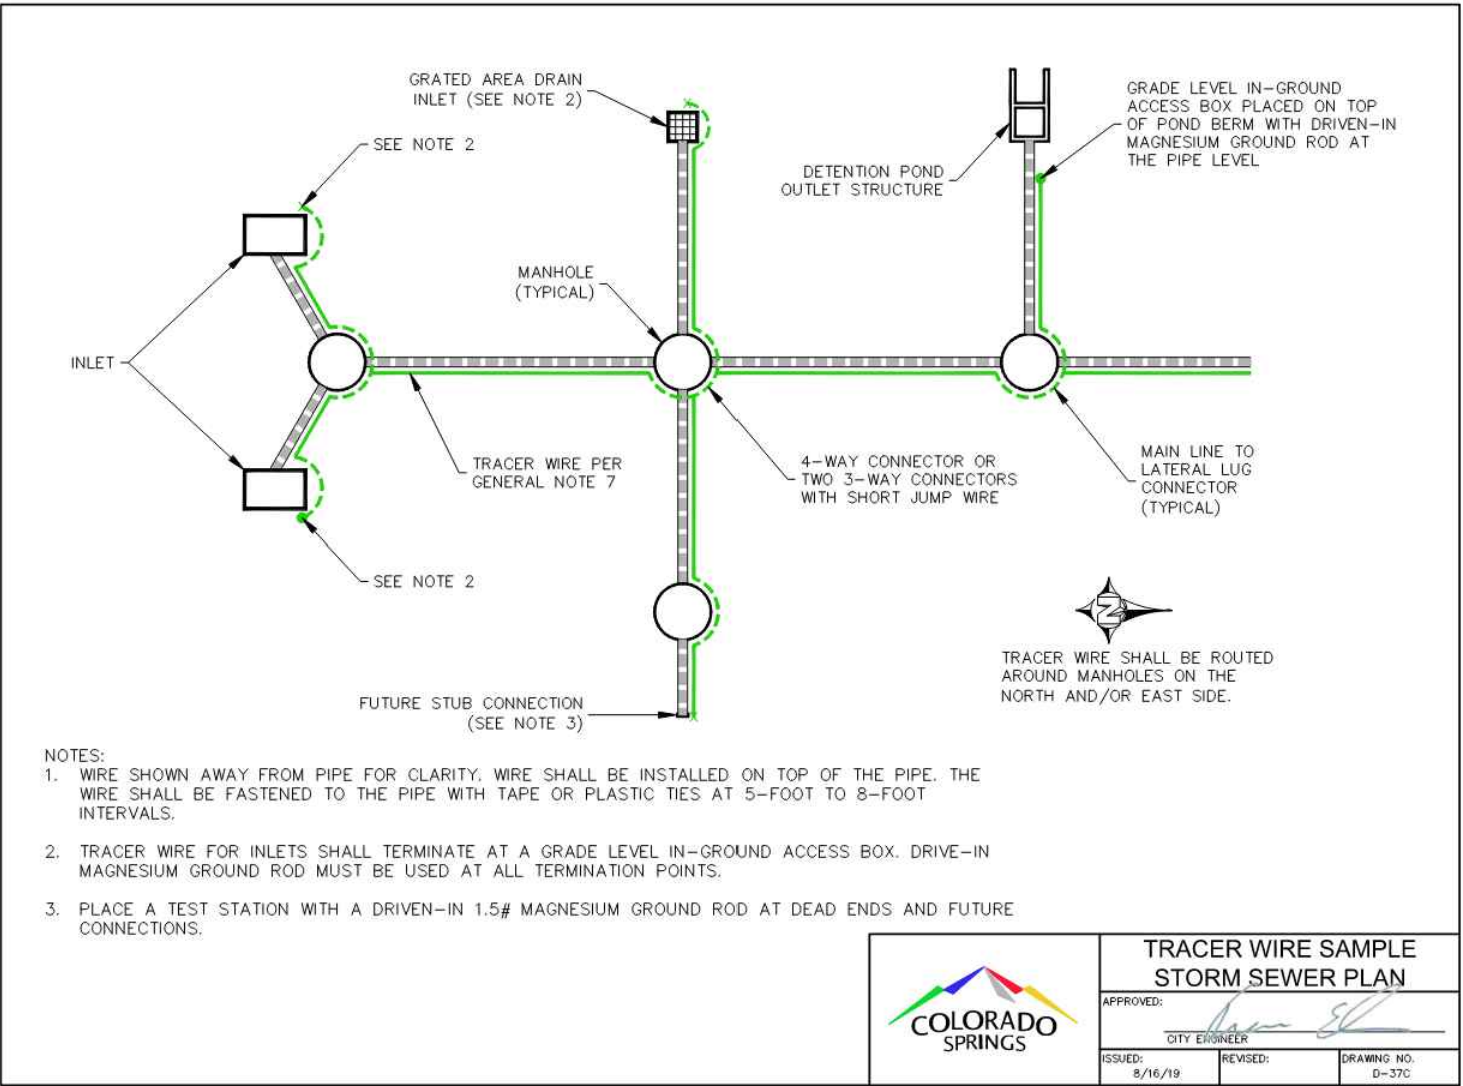 GRATED AREA DRAIN
INLET (SEE NOTE 2)
SEE NOTE 2
GRADE LEVEL IN-GROUND
ACCESS BOX PLACED ON TOP
OF POND BERM WITH DRIVEN-IN
MAGNESIUM GROUND ROD AT
THE PIPE LEVEL
DETENTION POND
OUTLET STRUCTURE
MANHOLE
(TYPICAL)
INLET
TRACER WIRE PER
GENERAL NOTE 7
4-WAY CONNECTOR OR
TWO 3-WAY CONNECTORS
WITH SHORT JUMP WIRE
MAIN LINE TO
LATERAL LUG
CONNECTOR
(TYPICAL)
SEE NOTE 2
N
TRACER WIRE SHALL BE ROUTED
AROUND MANHOLES ON THE
NORTH AND/OR EAST SIDE.
FUTURE STUB CONNECTION
(SEE NOTE 3)
NOTES:
1. WIRE SHOWN AWAY FROM PIPE FOR CLARITY. WIRE SHALL BE INSTALLED ON TOP OF THE PIPE. THE
WIRE SHALL BE FASTENED TO THE PIPE WITH TAPE OR PLASTIC TIES AT 5-FOOT TO 8-FOOT
INTERVALS.
2. TRACER WIRE FOR INLETS SHALL TERMINATE AT A GRADE LEVEL IN-GROUND ACCESS BOX. DRIVE-IN
MAGNESIUM GROUND ROD MUST BE USED AT ALL TERMINATION POINTS.
3. PLACE A TEST STATION WITH A DRIVEN-IN 1.5# MAGNESIUM GROUND ROD AT DEAD ENDS AND FUTURE
CONNECTIONS.
COLORADO
SPRINGS
TRACER WIRE SAMPLE
STORM SEWER PLAN
APPROVED:
CITY ENGINEER
ISSUED:
8/16/19
REVISED:
DRAWING NO.
D-37C